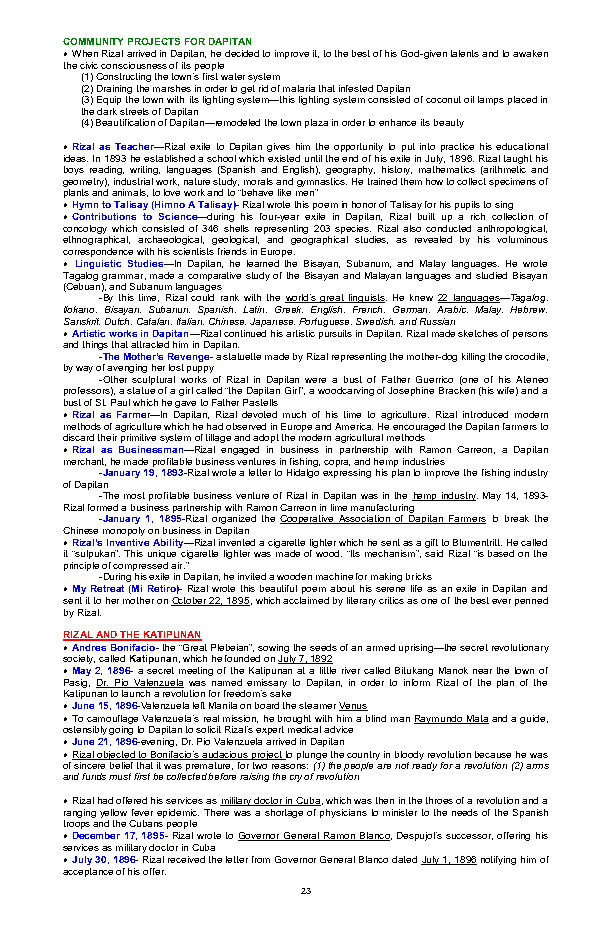 COMMUNITY PROJECTS FOR DAPITAN
• When Rizal arrived in Dapitan, he decided to improve it, to the best of his God-given talents and to awaken
the civic consciousness of its people
(1) Constructing the town's first water system
(2) Draining the marshes in order to get rid of malaria that infested Dapitan
(3) Equip the town with its lighting system—this lighting system consisted of coconut oil lamps placed in
the dark streets of Dapitan
(4) Beautification of Dapitan—remodeled the town plaza in order to enhance its beauty
• Rizal as Teacher—Rizal exile to Dapitan gives him the opportunity to put into practice his educational
ideas. In 1893 he established a school which existed until the end of his exile in July, 1896. Rizal taught his
boys reading, writing, languages (Spanish and English), geography, history, mathematics (arithmetic and
geometry), industrial work, nature study, morals and gymnastics. He trained them how to collect specimens of
plants and animals, to love work and to "behave like men"
• Hymn to Talisay (Himno A Talisay)- Rizal wrote this poem in honor of Talisay for his pupils to sing
• Contributions to Science—during his four-year exile in Dapitan, Rizal built up a rich collection of
concology which consisted of 346 shells representing 203 species. Rizal also conducted anthropological,
ethnographical, archaeological, geological, and geographical studies, as revealed by his voluminous
correspondence with his scientists friends in Europe.
• Linguistic Studies—In Dapitan, he learned the Bisayan, Subanum, and Malay languages. He wrote
Tagalog grammar, made a comparative study of the Bisayan and Malayan languages and studied Bisayan
(Cebuan), and Subanum languages
-By this time, Rizal could rank with the world's great linguists. He knew 22 languages—Tagalog,
Ilokano, Bisayan, Subanun, Spanish, Latin, Greek, English, French, German, Arabic, Malay, Hebrew,
Sanskrit, Dutch, Catalan, Italian, Chinese, Japanese, Portuguese, Swedish, and Russian
• Artistic works in Dapitan—Rizal continued his artistic pursuits in Dapitan. Rizal made sketches of persons
and things that attracted him in Dapitan.
-The Mother's Revenge- a statuette made by Rizal representing the mother-dog killing the crocodile,
by way of avenging her lost puppy
-Other sculptural works of Rizal in Dapitan were a bust of Father Guerrico (one of his Ateneo
professors), a statue of a girl called "the Dapitan Girl", a woodcarving of Josephine Bracken (his wife) and a
bust of St. Paul which he gave to Father Pastells
• Rizal as Farmer—In Dapitan, Rizal devoted much of his time to agriculture. Rizal introduced modern
methods of agriculture which he had observed in Europe and America. He encouraged the Dapitan farmers to
discard their primitive system of tillage and adopt the modern agricultural methods
• Rizal as Businessman—Rizal engaged in business in partnership with Ramon Carreon, a Dapitan
merchant, he made profitable business ventures in fishing, copra, and hemp industries
-January 19, 1893-Rizal wrote a letter to Hidalgo expressing his plan to improve the fishing industry
of Dapitan
-The most profitable business venture of Rizal in Dapitan was in the hemp industry. May 14, 1893-
Rizal formed a business partnership with Ramon Carreon in lime manufacturing
-January 1, 1895-Rizal organized the Cooperative Association of Dapitan Farmers to break the
Chinese monopoly on business in Dapitan
• Rizal's Inventive Ability—Rizal invented a cigarette lighter which he sent as a gift to Blumentritt. He called
it "sulpukan". This unique cigarette lighter was made of wood. "Its mechanism", said Rizal "is based on the
principle of compressed air."
-During his exile in Dapitan, he invited a wooden machine for making bricks
• My Retreat (Mi Retiro)- Rizal wrote this beautiful poem about his serene life as an exile in Dapitan and
sent it to her mother on October 22, 1895, which acclaimed by literary critics as one of the best ever penned
by Rizal.
RIZAL AND THE KATIPUNAN
• Andres Bonifacio- the "Great Plebeian", sowing the seeds of an armed uprising—the secret revolutionary
society, called Katipunan, which he founded on July 7, 1892
• May 2, 1896- a secret meeting of the Katipunan at a little river called Bitukang Manok near the town of
Pasig, Dr. Pio Valenzuela was named emissary to Dapitan, in order to inform Rizal of the plan of the
Katipunan to launch a revolution for freedom's sake
• June 15, 1896-Valenzuela left Manila on board the steamer Venus
• To camouflage Valenzuela's real mission, he brought with him a blind man Raymundo Mata and a guide,
ostensibly going to Dapitan to solicit Rizal's expert medical advice
• June 21, 1896-evening, Dr. Pio Valenzuela arrived in Dapitan
• Rizal objected to Bonifacio's audacious project to plunge the country in bloody revolution because he was
of sincere belief that it was premature, for two reasons: (1) the people are not ready for a revolution (2) arms
and funds must first be collected before raising the cry of revolution
• Rizal had offered his services as military doctor in Cuba, which was then in the throes of a revolution and a
ranging yellow fever epidemic. There was a shortage of physicians to minister to the needs of the Spanish
troops and the Cubans people
• December 17, 1895- Rizal wrote to Governor General Ramon Blanco, Despujol's successor, offering his
services as military doctor in Cuba
• July 30, 1896- Rizal received the letter from Governor General Blanco dated July 1, 1896 notifying him of
acceptance of his offer.
23